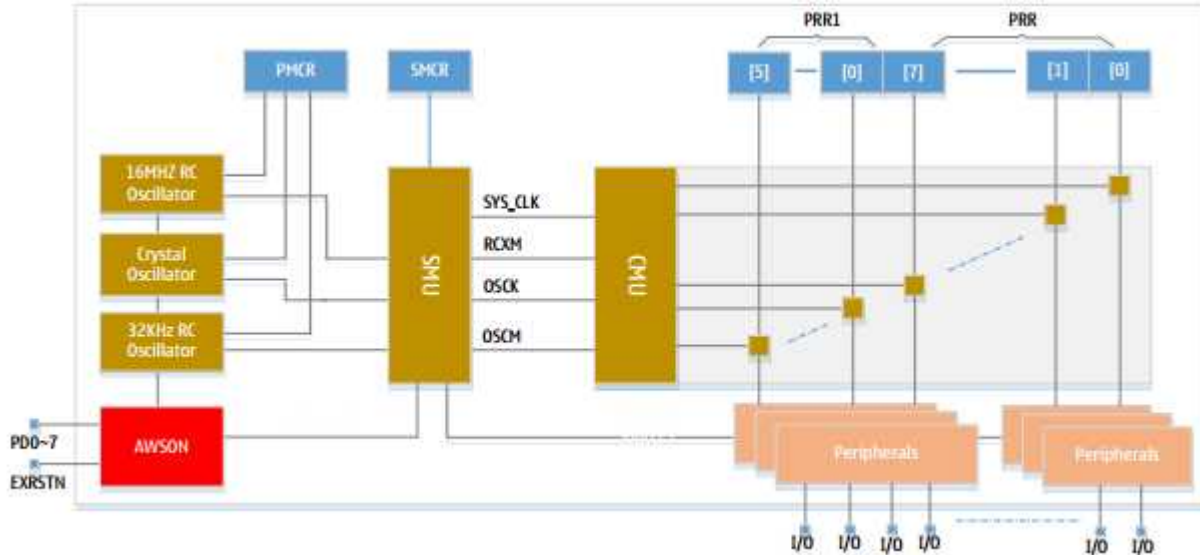 PRR1
PRR
PMCR
SMCR
[5]
[0]
[7]
[1]
[0]
16MHZ RC
Oscillator
SYS_CLK
RCXM
Crystal
Oscillator
SMU
CMU
OSCK
32KHz RC
Oscillator
OSCM
PD0~7
AWSON
EXRSTN
Peripherals
Peripherals
I/O
I/O
I/O
I/O
I/O
I/O